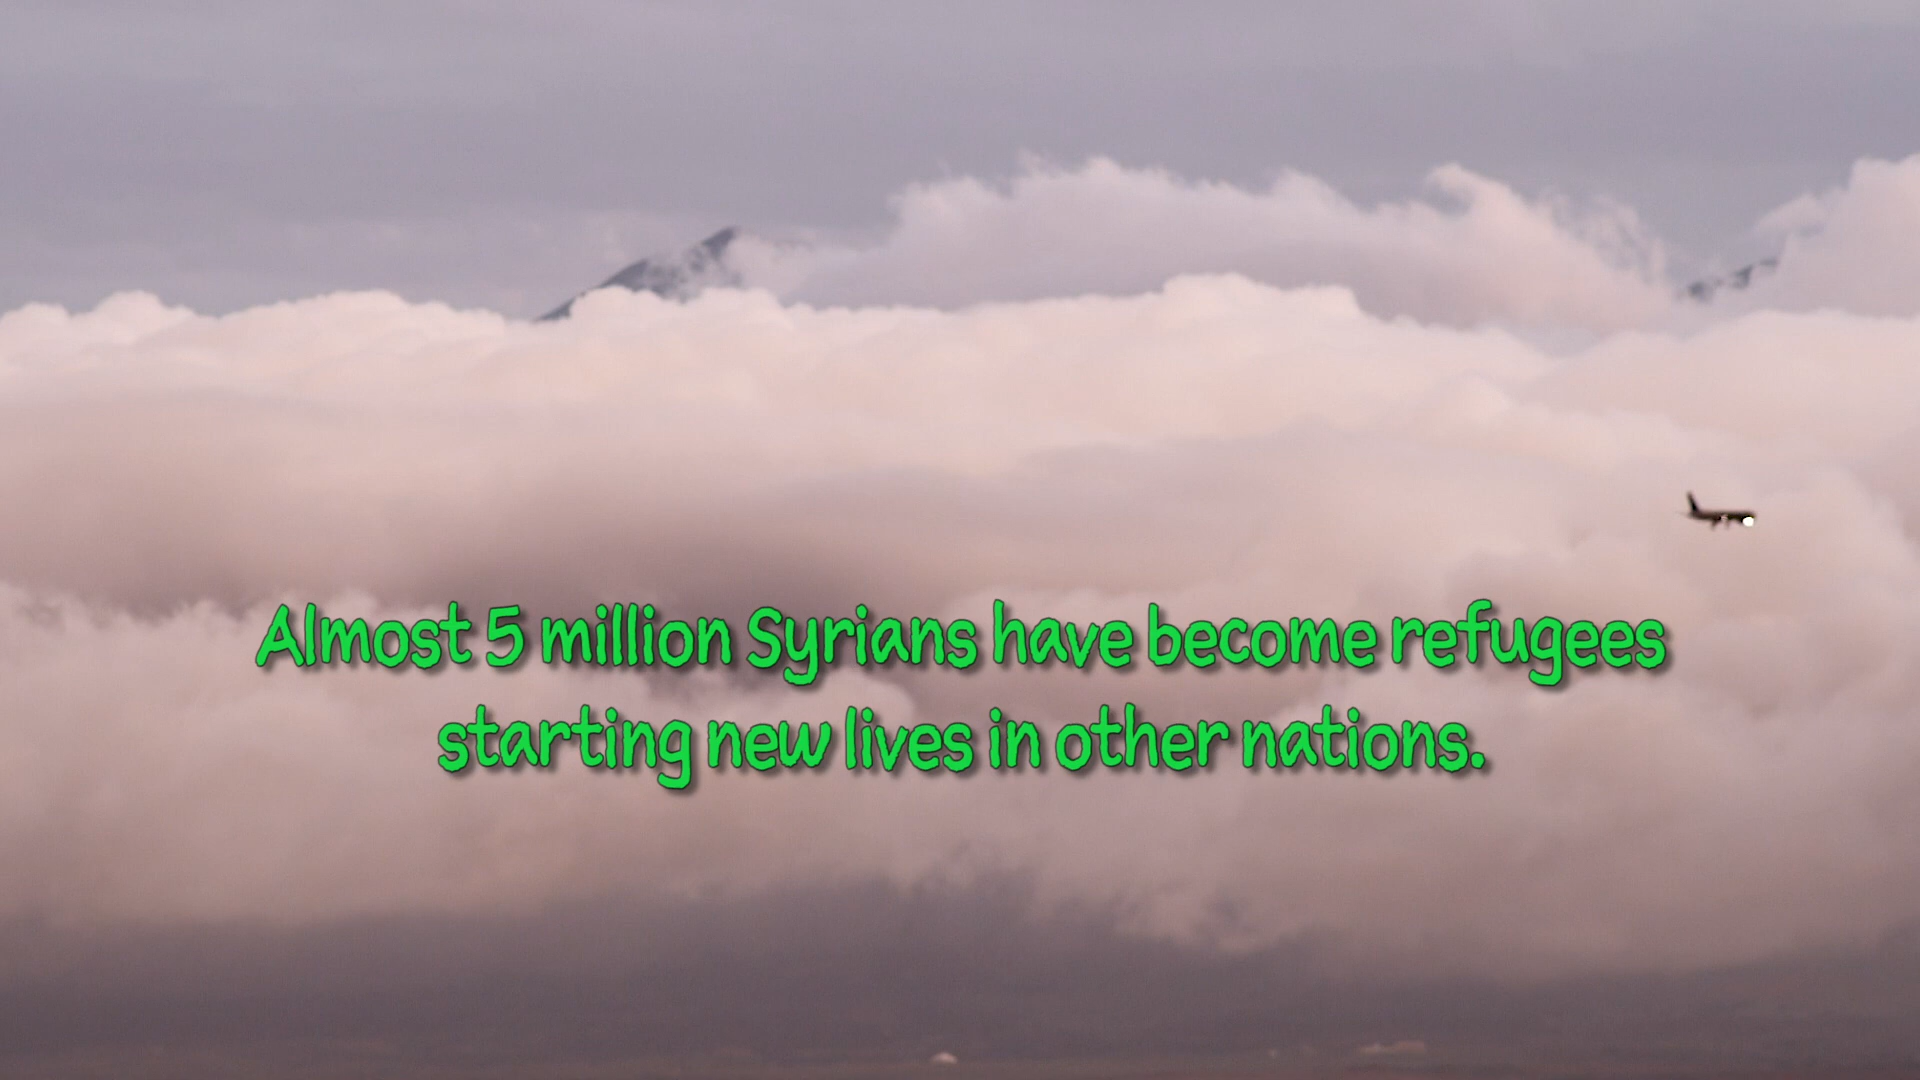 Almost 5 million Syrians have become refugees
starting new lives in other nations.